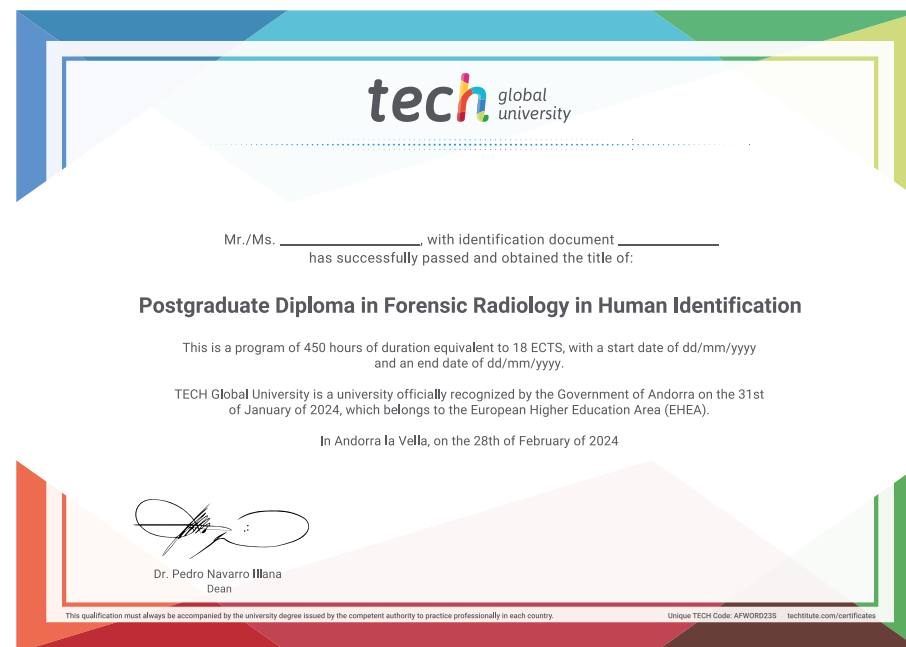 tech global
university
Mr./Ms. ____________________, with identification document ______________
has successfully passed and obtained the title of:
Postgraduate Diploma in Forensic Radiology in Human Identification
This is a program of 450 hours of duration equivalent to 18 ECTS, with a start date of dd/mm/yyyy
and an end date of dd/mm/yyyy.
TECH Global University is a university officially recognized by the Government of Andorra on the 31st
of January of 2024, which belongs to the European Higher Education Area (EHEA).
In Andorra la Vella, on the 28th of February of 2024
Dr. Pedro Navarro Illana
Dean
This qualification must always be accompanied by the university degree issued by the competent authority to practice professionally in each country.
Unique TECH Code: AFWORD23S techtitute.com/certificates